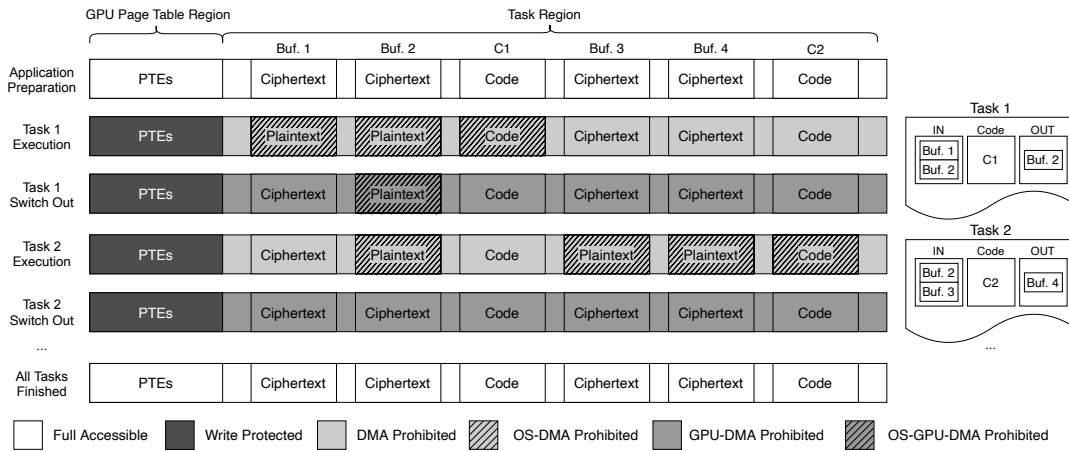 GPU Page Table Region
Task Region
Buf. 1
Buf. 2
C1
Buf. 3
Buf. 4
C2
Application
Preparation
PTEs
Ciphertext
Ciphertext
Code
Ciphertext
Ciphertext
Code
Task 1
Execution
PTEs
Plaintext
Plaintext
Code
Ciphertext
Ciphertext
Code
Task 1
Switch Out
PTEs
Ciphertext
Plaintext
Code
Ciphertext
Ciphertext
Code
Task 2
Execution
PTEs
Ciphertext
Plaintext
Code
Plaintext
Plaintext
Code
Task 2
Switch Out
PTEs
Ciphertext
Ciphertext
Code
Ciphertext
Ciphertext
Code
...
All Tasks
Finished
PTEs
Ciphertext
Ciphertext
Code
Ciphertext
Ciphertext
Code
Task 1
IN
Code
OUT
Buf. 1
Buf. 2
C1
Buf. 2
Task 2
IN
Code
OUT
Buf. 2
Buf. 3
C2
Buf. 4
...
Full Accessible
Write Protected
DMA Prohibited
OS-DMA Prohibited
GPU-DMA Prohibited
OS-GPU-DMA Prohibited